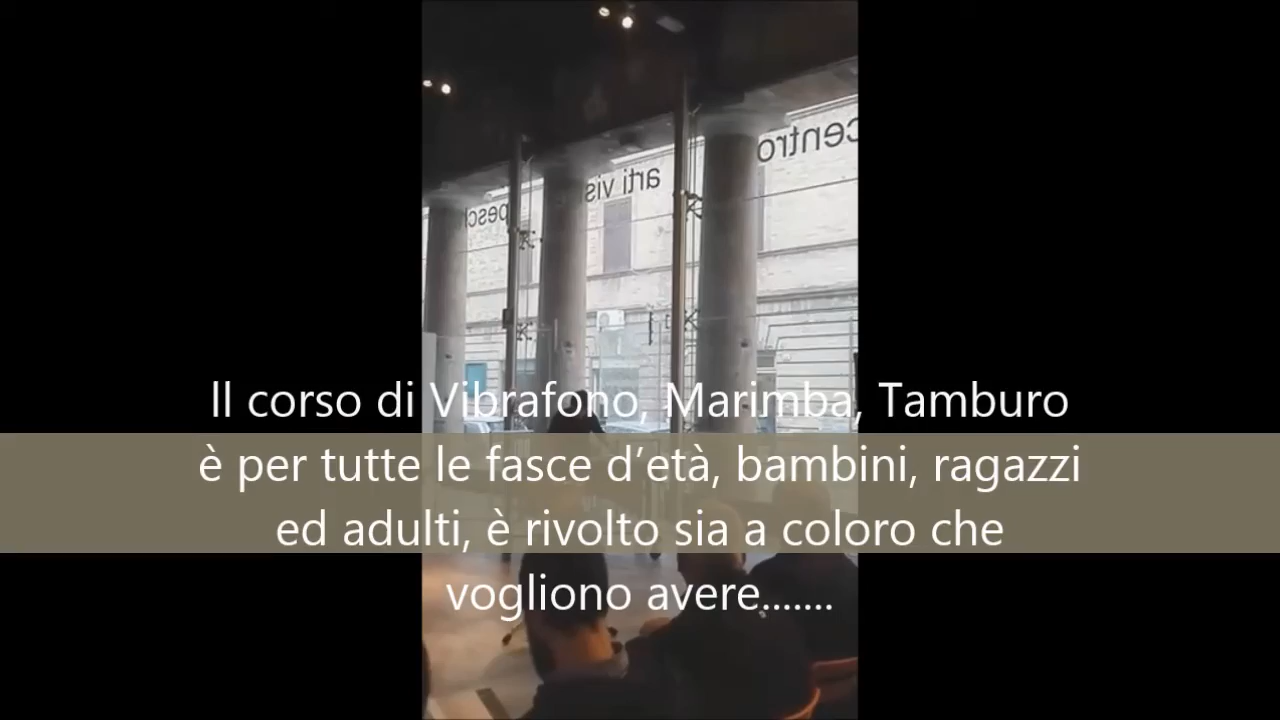 centro
arti vis
pesch
Il corso di Vibrafono, Marimba, Tamburo
è per tutte le fasce d’età, bambini, ragazzi
ed adulti, è rivolto sia a coloro che
vogliono avere.......